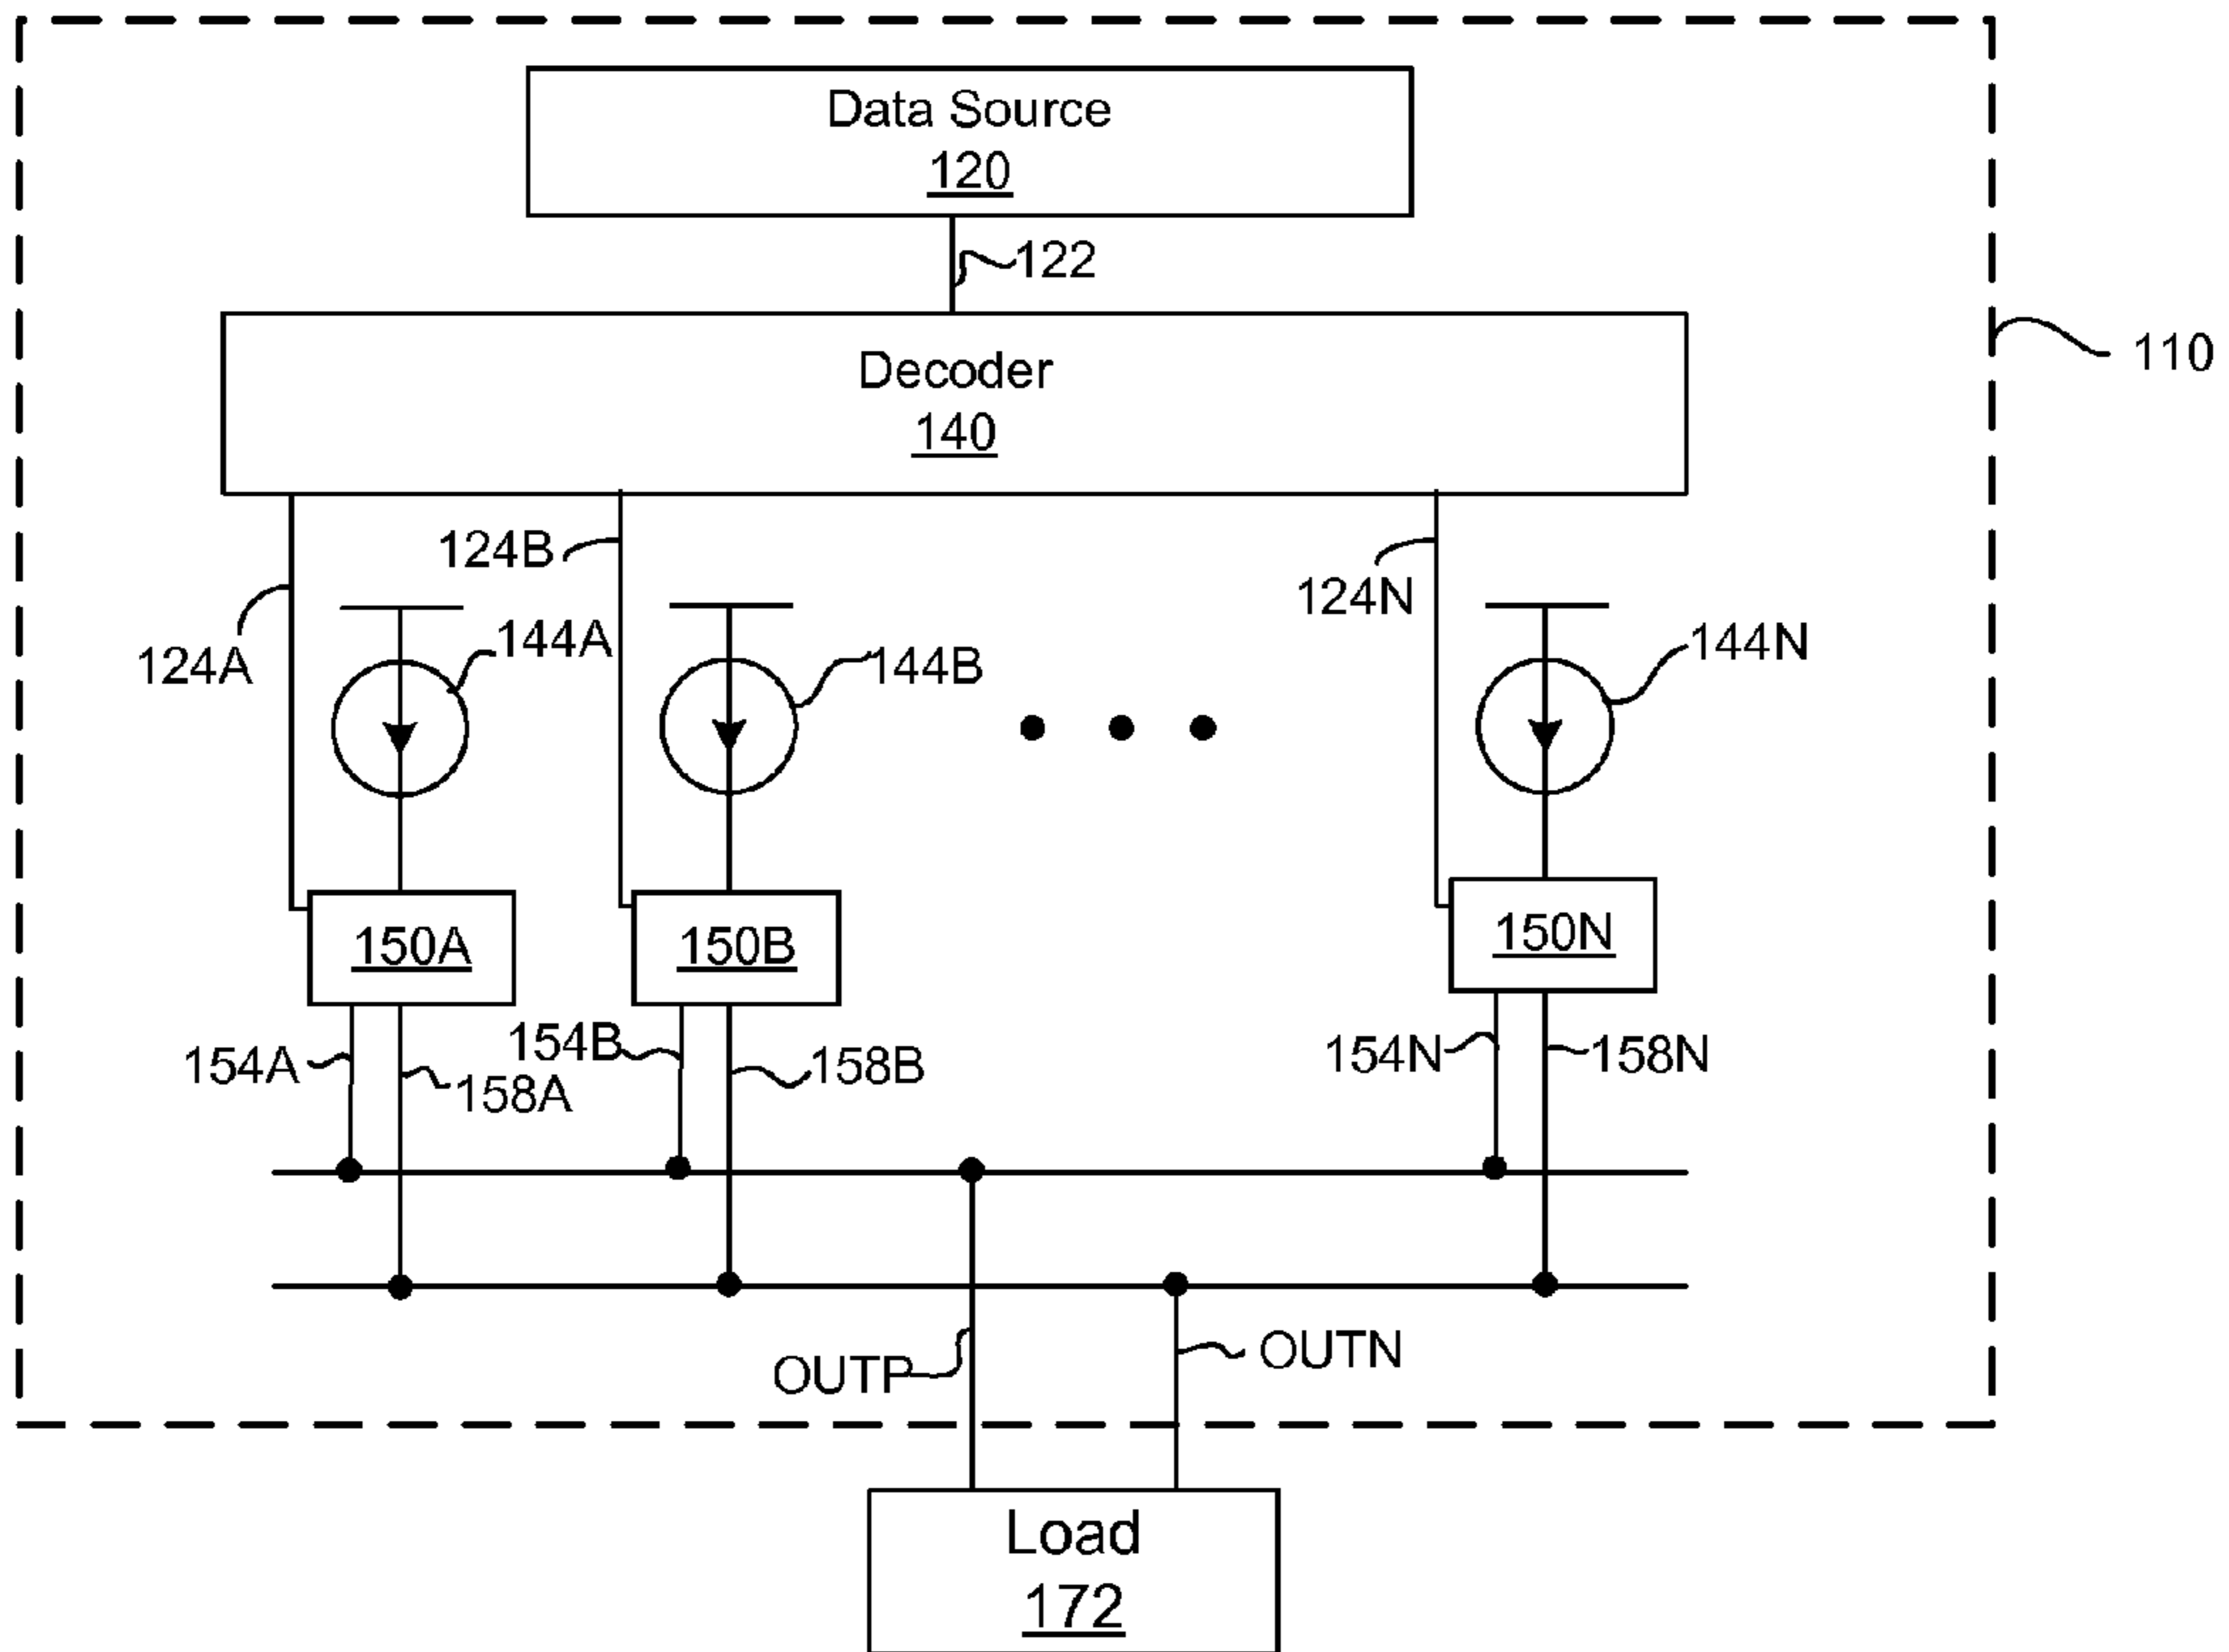 Data Source
120
122
Decoder
140
110
124A
124B
124N
144A
144B
144N
150A
150B
150N
154A
158A
154B
158B
154N
158N
OUTP
OUTN
Load
172